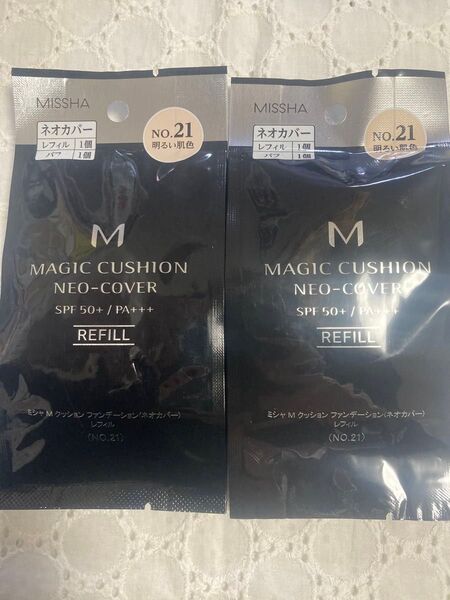 MISSHA
ネオカバー
レフィル 1個
パフ 1個
NO.21
明るい肌色
M
MAGIC CUSHION
NEO-COVER
SPF 50+ / PA+++
REFILL
ミシャ M クッション ファンデーション(ネオカバー)
レフィル
(NO.21)
MISSHA
ネオカバー
レフィル 1個
パフ 1個
NO.21
明るい肌色
M
MAGIC CUSHION
NEO-COVER
SPF 50+ / PA+++
REFILL
ミシャ M クッション ファンデーション(ネオカバー)
レフィル
(NO.21)